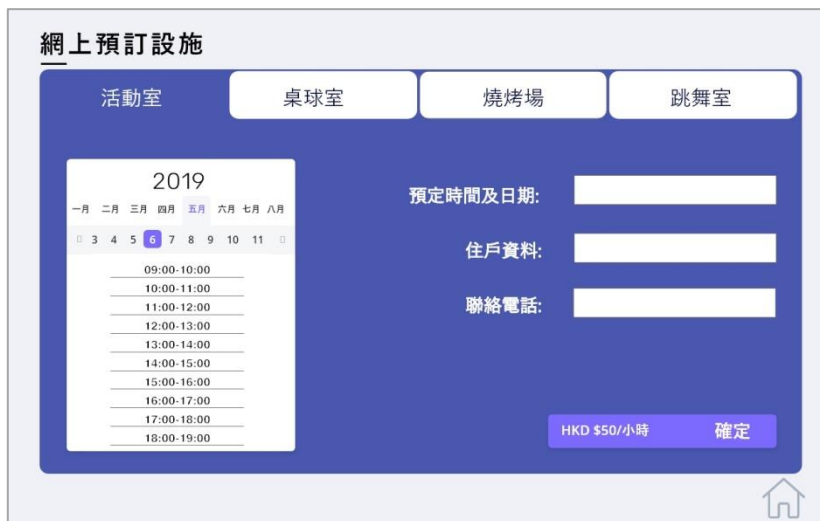 網上預訂設施
活動室 桌球室 燒烤場 跳舞室
2019
一月 二月 三月 四月 五月 六月 七月 八月
3 4 5 6 7 8 9 10 11
09:00-10:00
10:00-11:00
11:00-12:00
12:00-13:00
13:00-14:00
14:00-15:00
15:00-16:00
16:00-17:00
17:00-18:00
18:00-19:00
預定時間及日期:
住戶資料:
聯絡電話:
HKD $50/小時 確定